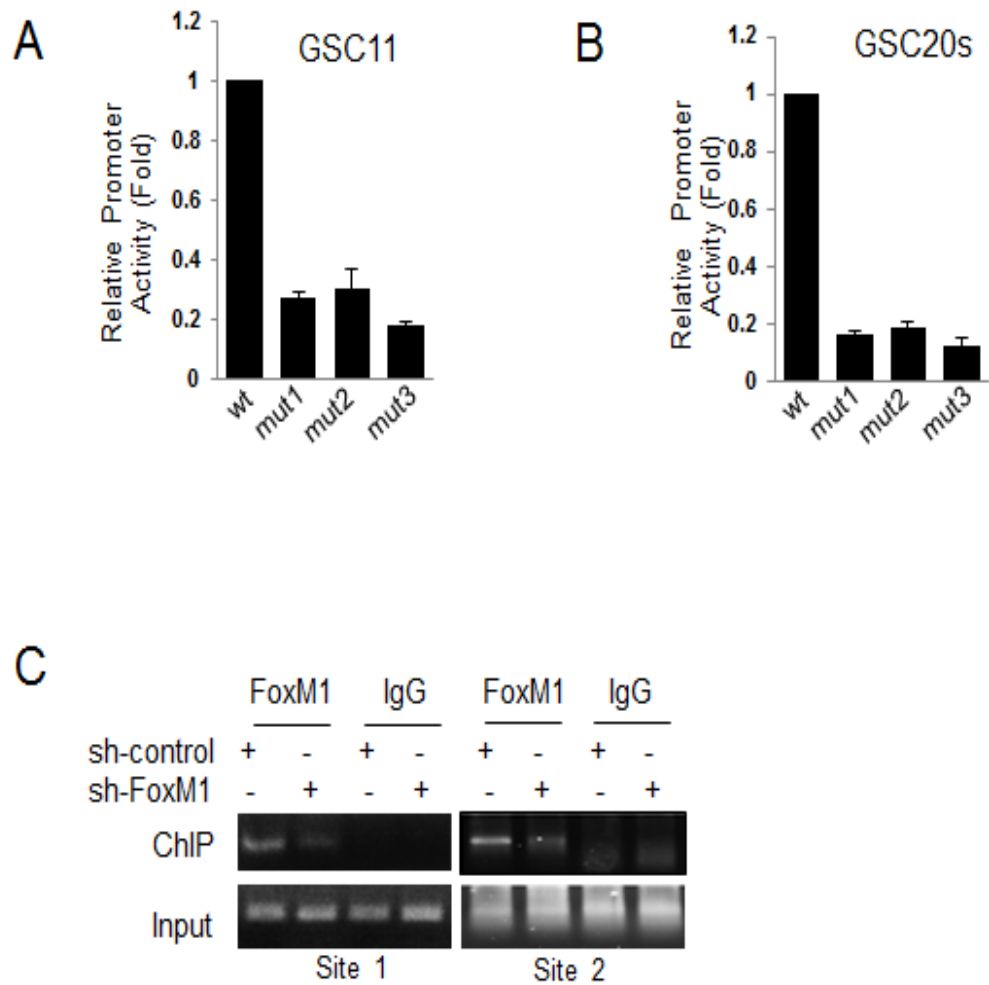 A
GSC11
Relative Promoter
Activity (Fold)
1.2
1
0.8
0.6
0.4
0.2
0
wt
mut1
mut2
mut3
B
GSC20s
Relative Promoter
Activity (Fold)
1.2
1
0.8
0.6
0.4
0.2
0
wt
mut1
mut2
mut3
C
FoxM1 IgG FoxM1 IgG
sh-control + - + - + - + -
sh-FoxM1 - + - + - + - +
ChIP
Input
Site 1 Site 2